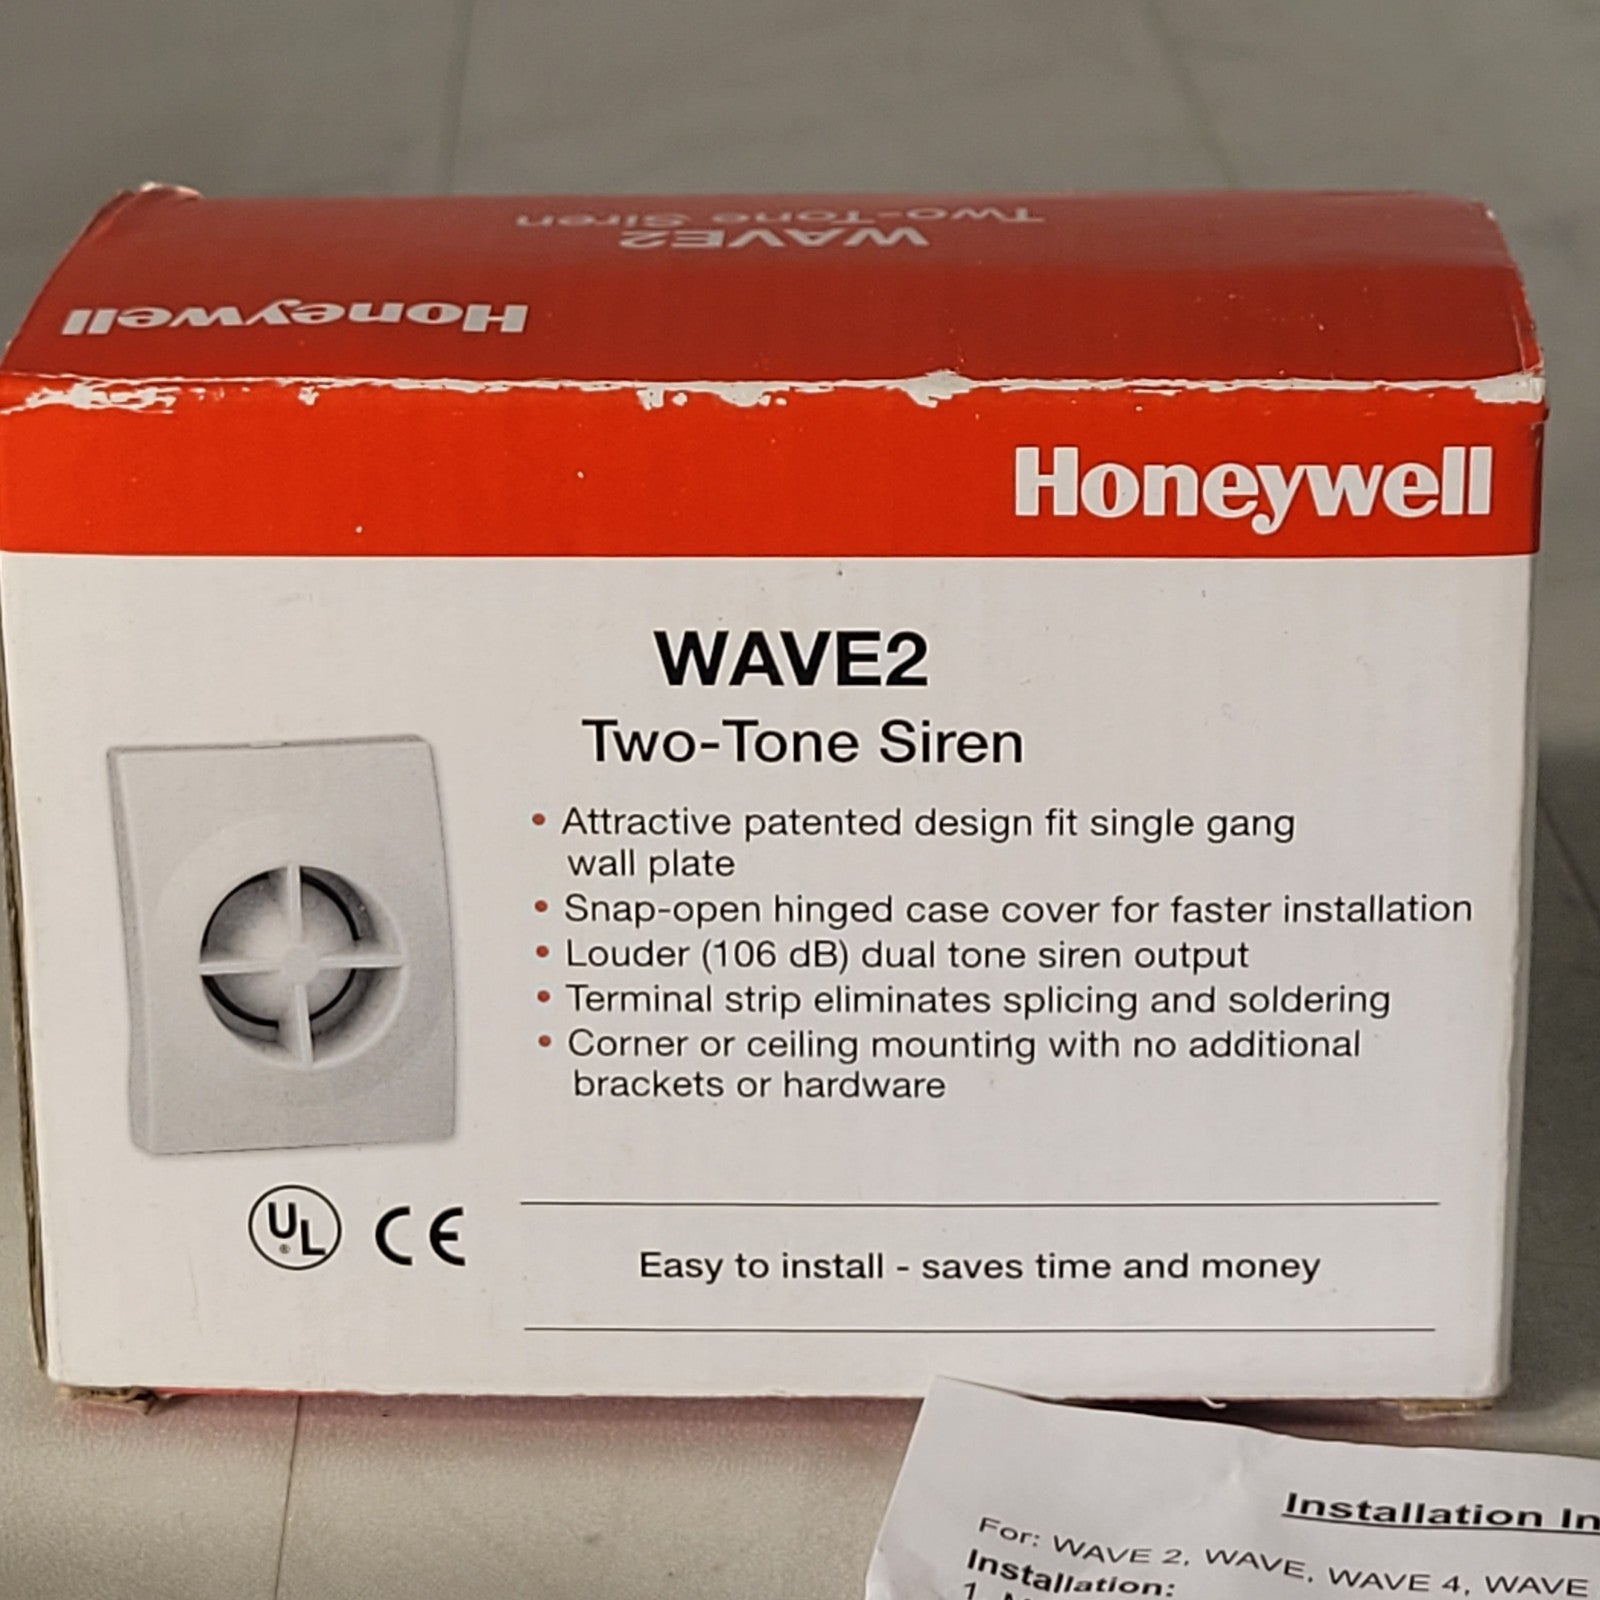 WAVE2
Two-Tone Siren
Honeywell
Honeywell
WAVE2
Two-Tone Siren
• Attractive patented design fit single gang
wall plate
• Snap-open hinged case cover for faster installation
• Louder (106 dB) dual tone siren output
• Terminal strip eliminates splicing and soldering
• Corner or ceiling mounting with no additional
brackets or hardware
UL ® CE
Easy to install - saves time and money
Installation
For: WAVE 2, WAVE, WAVE 4, WAVE
Installation:
1.